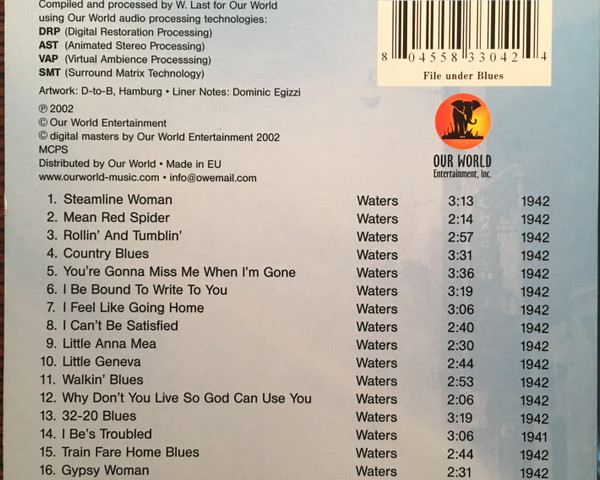 Compiled and processed by W. Last for Our World
using Our World audio processing technologies:
DRP (Digital Restoration Processing)
AST (Animated Stereo Processsing)
VAP (Virtual Ambience Processsing)
SMT (Surround Matrix Technology)
Artwork: D-to-B, Hamburg • Liner Notes: Dominic Egizzi
℗ 2002
© Our World Entertainment
© digital masters by Our World Entertainment 2002
MCPS
Distributed by Our World • Made in EU
www.ourworld-music.com • info@owemail.com
8 04558 33042 4
File under Blues
OUR WORLD
Entertainment, Inc.
1. Steamline Woman Waters 3:13 1942
2. Mean Red Spider Waters 2:14 1942
3. Rollin' And Tumblin' Waters 2:57 1942
4. Country Blues Waters 3:31 1942
5. You're Gonna Miss Me When I'm Gone Waters 3:36 1942
6. I Be Bound To Write To You Waters 3:19 1942
7. I Feel Like Going Home Waters 3:06 1942
8. I Can't Be Satisfied Waters 2:40 1942
9. Little Anna Mea Waters 2:30 1942
10. Little Geneva Waters 2:44 1942
11. Walkin' Blues Waters 2:53 1942
12. Why Don't You Live So God Can Use You Waters 2:06 1942
13. 32-20 Blues Waters 3:19 1942
14. I Be's Troubled Waters 3:06 1941
15. Train Fare Home Blues Waters 2:44 1942
16. Gypsy Woman Waters 2:31 1942